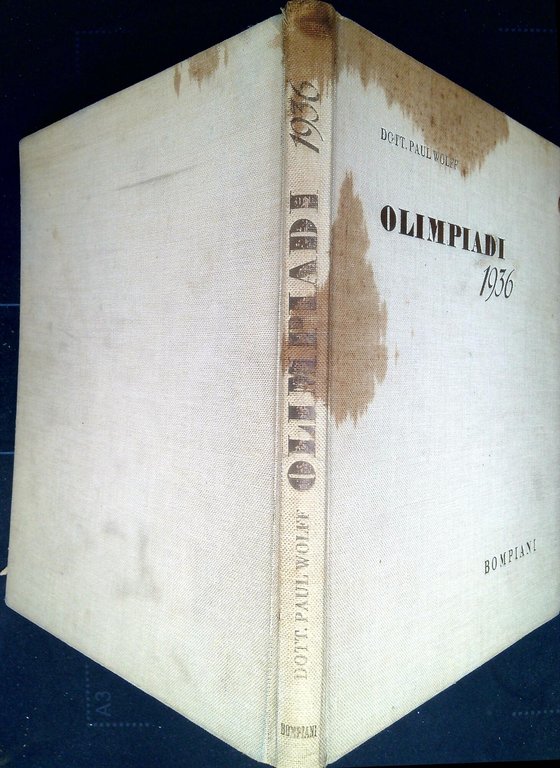 DOTT. PAUL WOLFF
OLIMPIADI
1936
BOMPIANI
1936
OLIMPIADI
DOTT. PAUL WOLFF
BOMPIANI
A3